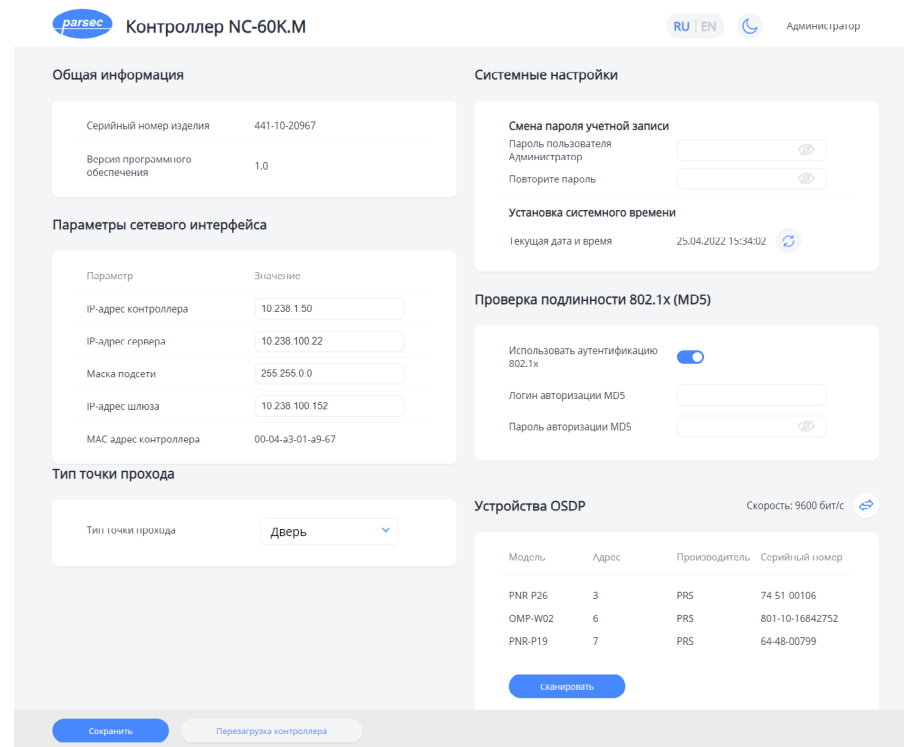 parsec
Контроллер NC-60K.M
RU | EN
Администратор
Общая информация
Серийный номер изделия 441-10-20967
Версия программного
обеспечения
1.0
Параметры сетевого интерфейса
Параметр Значение
IP-адрес контроллера 10.238.1.50
IP-адрес сервера 10.238.100.22
Маска подсети 255.255.0.0
IP-адрес шлюза 10.238.100.152
MAC адрес контроллера 00-04-a3-01-a9-67
Тип точки прохода
Тип точки прохода Дверь
Системные настройки
Смена пароля учетной записи
Пароль пользователя
Администратор
Повторите пароль
Установка системного времени
Текущая дата и время 25.04.2022 15:34:02
Проверка подлинности 802.1x (MD5)
Использовать аутентификацию
802.1x
Логин авторизации MD5
Пароль авторизации MD5
Устройства OSDP Скорость: 9600 бит/с
Модель Адрес Производитель Серийный номер
PNR P26 3 PRS 74 51 00106
OMP-W02 6 PRS 801-10-16842752
PNR-P19 7 PRS 64-48-00799
Сканировать
Сохранить
Перезагрузка контроллера